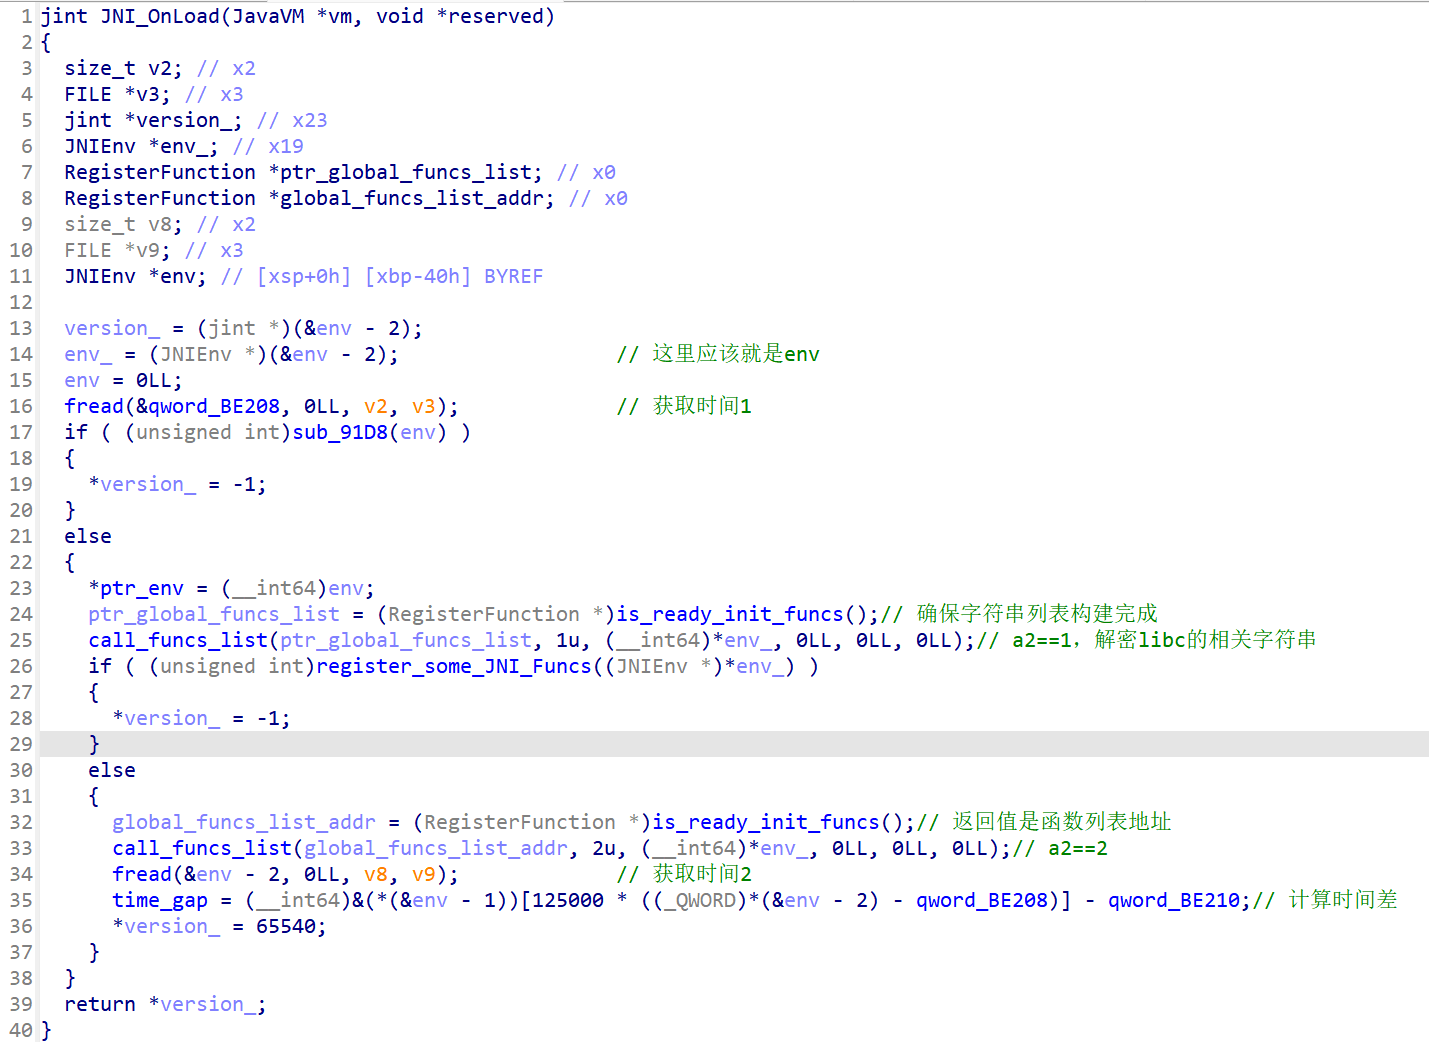 1 jint JNI_OnLoad(JavaVM *vm, void *reserved)
2 {
3   size_t v2; // x2
4   FILE *v3; // x3
5   jint *version_; // x23
6   JNIEnv *env_; // x19
7   RegisterFunction *ptr_global_funcs_list; // x0
8   RegisterFunction *global_funcs_list_addr; // x0
9   size_t v8; // x2
10   FILE *v9; // x3
11   JNIEnv *env; // [xsp+0h] [xbp-40h] BYREF
12
13   version_ = (jint *)(&env - 2);
14   env_ = (JNIEnv *)(&env - 2);                  // 这里应该就是env
15   env = 0LL;
16   fread(&qword_BE208, 0LL, v2, v3);             // 获取时间1
17   if ( (unsigned int)sub_91D8(env) )
18   {
19     *version_ = -1;
20   }
21   else
22   {
23     *ptr_env = (__int64)env;
24     ptr_global_funcs_list = (RegisterFunction *)is_ready_init_funcs();// 确保字符串列表构建完成
25     call_funcs_list(ptr_global_funcs_list, 1u, (__int64)*env_, 0LL, 0LL, 0LL);// a2==1，解密libc的相关字符串
26     if ( (unsigned int)register_some_JNI_Funcs((JNIEnv *)*env_) )
27     {
28       *version_ = -1;
29     }
30     else
31     {
32       global_funcs_list_addr = (RegisterFunction *)is_ready_init_funcs();// 返回值是函数列表地址
33       call_funcs_list(global_funcs_list_addr, 2u, (__int64)*env_, 0LL, 0LL, 0LL);// a2==2
34       fread(&env - 2, 0LL, v8, v9);             // 获取时间2
35       time_gap = (__int64)&(*(&env - 1))[125000 * ((_QWORD)*(&env - 2) - qword_BE208)] - qword_BE210;// 计算时间差
36       *version_ = 65540;
37     }
38   }
39   return *version_;
40 }